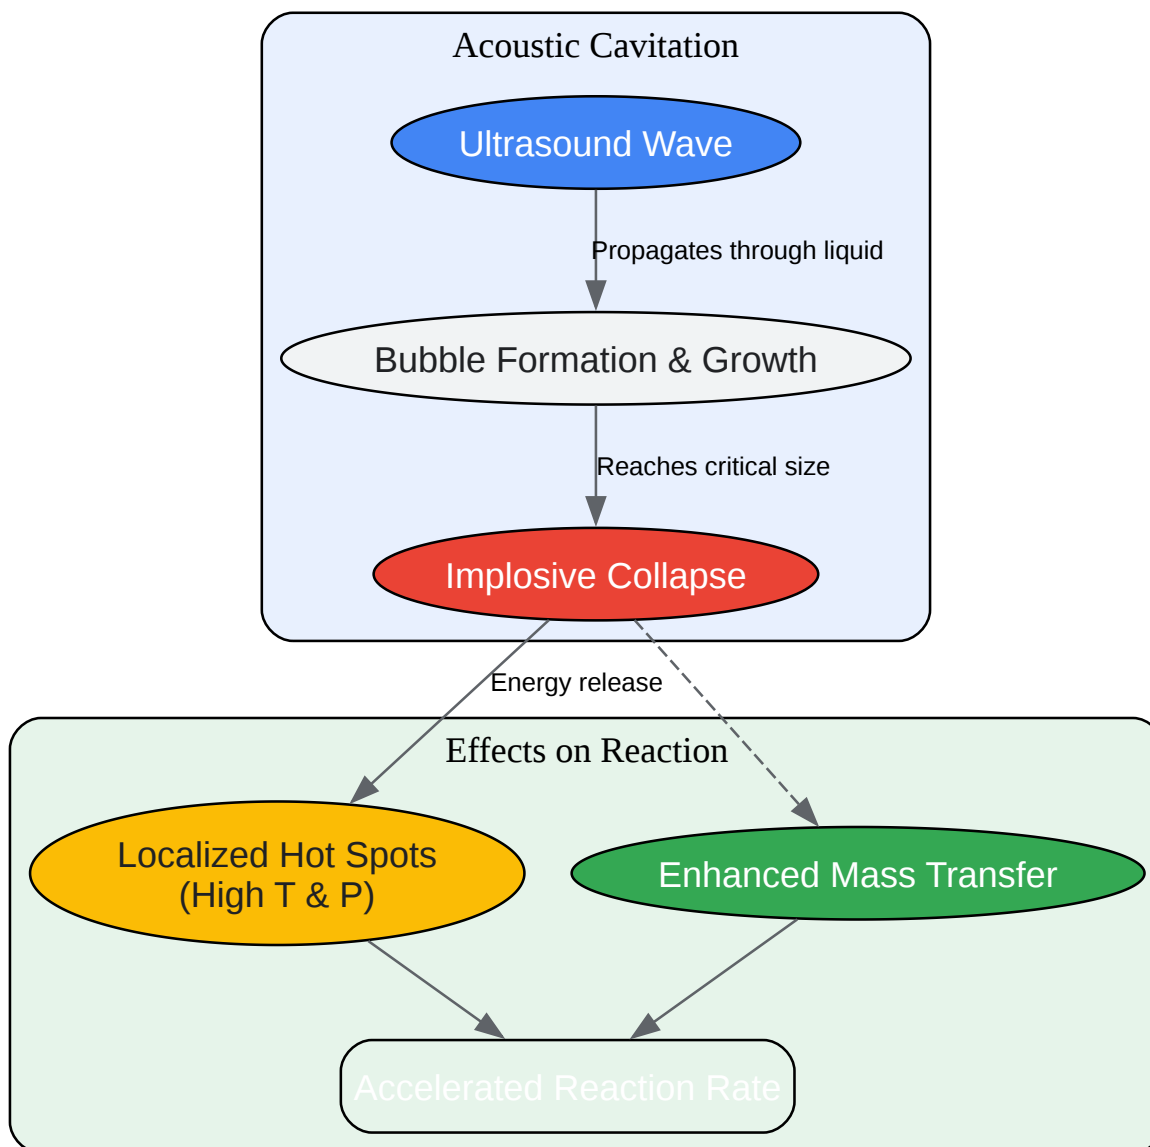 Acoustic Cavitation
Ultrasound Wave
Propagates through liquid
Bubble Formation & Growth
Reaches critical size
Implosive Collapse
Energy release
Effects on Reaction
Localized Hot Spots
(High T & P)
Enhanced Mass Transfer
Accelerated Reaction Rate